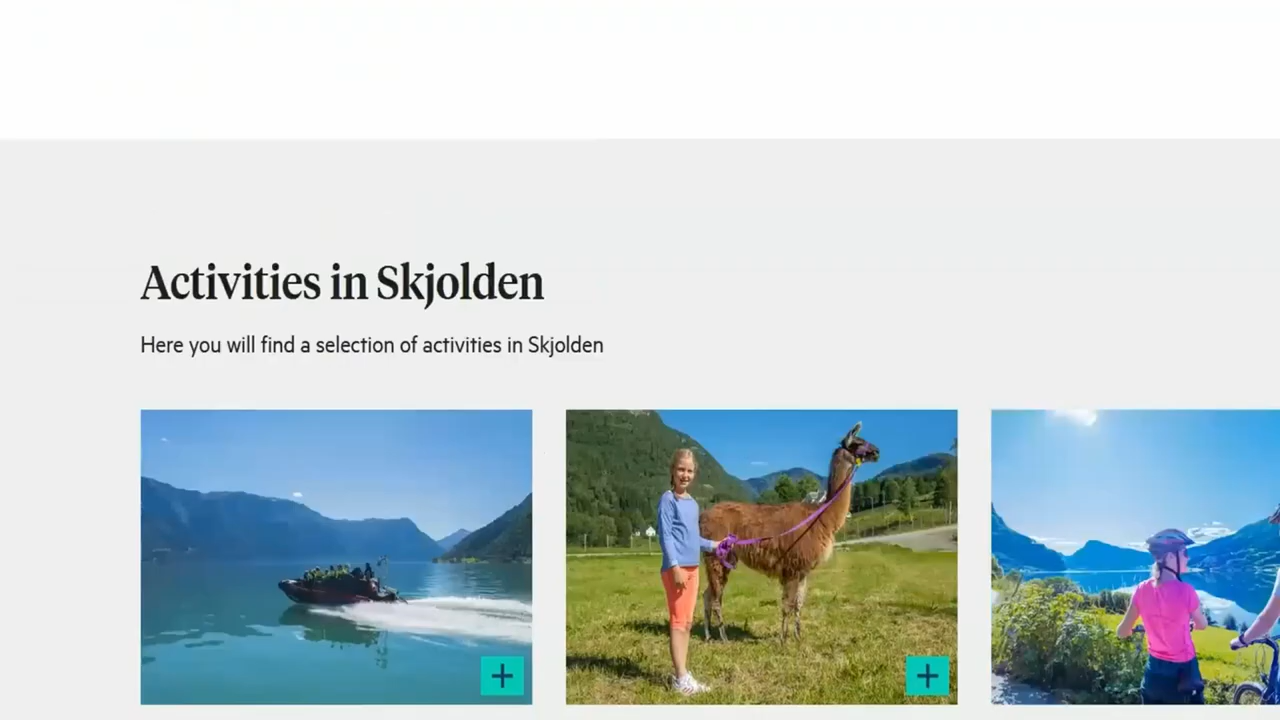 Activities in Skjolden
Here you will find a selection of activities in Skjolden